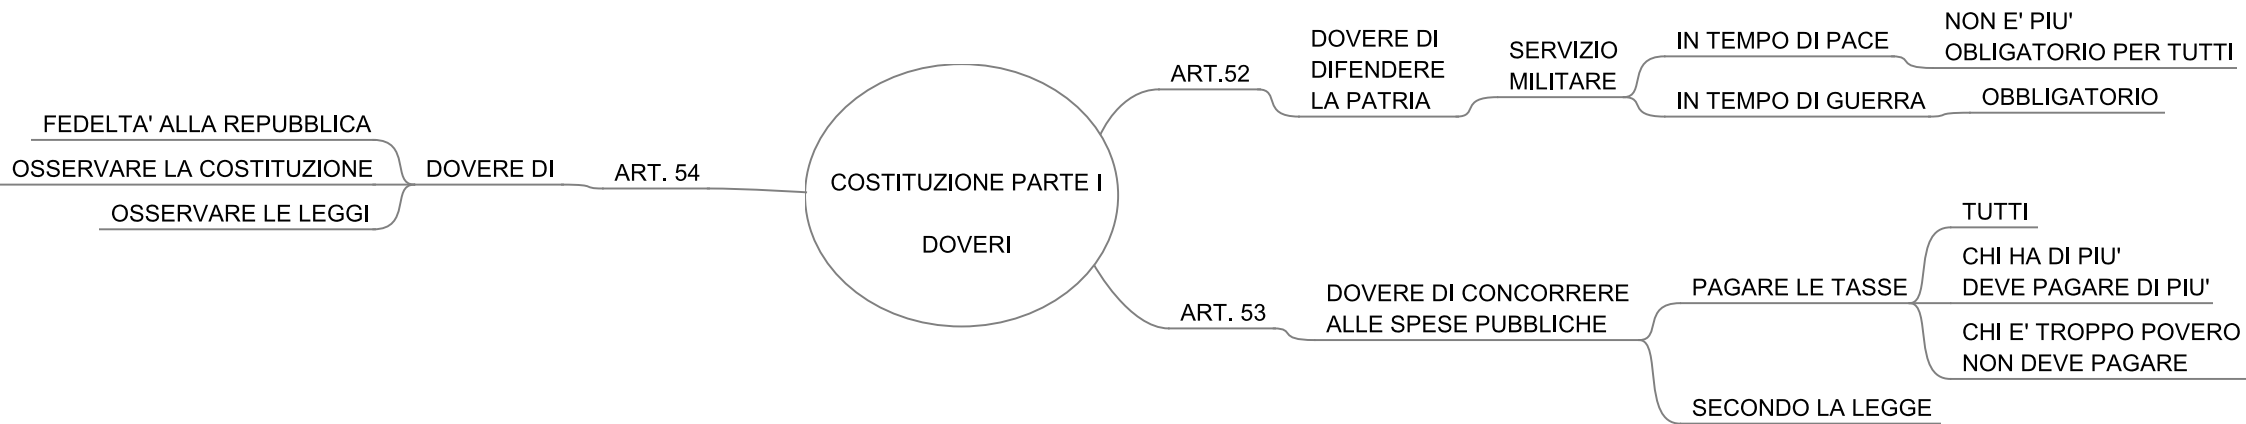 COSTITUZIONE PARTE I
DOVERI
ART.52
DOVERE DI
DIFENDERE
LA PATRIA
SERVIZIO
MILITARE
IN TEMPO DI PACE
NON E' PIU'
OBLIGATORIO PER TUTTI
IN TEMPO DI GUERRA
OBBLIGATORIO
ART. 53
DOVERE DI CONCORRERE
ALLE SPESE PUBBLICHE
PAGARE LE TASSE
TUTTI
CHI HA DI PIU'
DEVE PAGARE DI PIU'
CHI E' TROPPO POVERO
NON DEVE PAGARE
SECONDO LA LEGGE
ART. 54
DOVERE DI
FEDELTA' ALLA REPUBBLICA
OSSERVARE LA COSTITUZIONE
OSSERVARE LE LEGGI